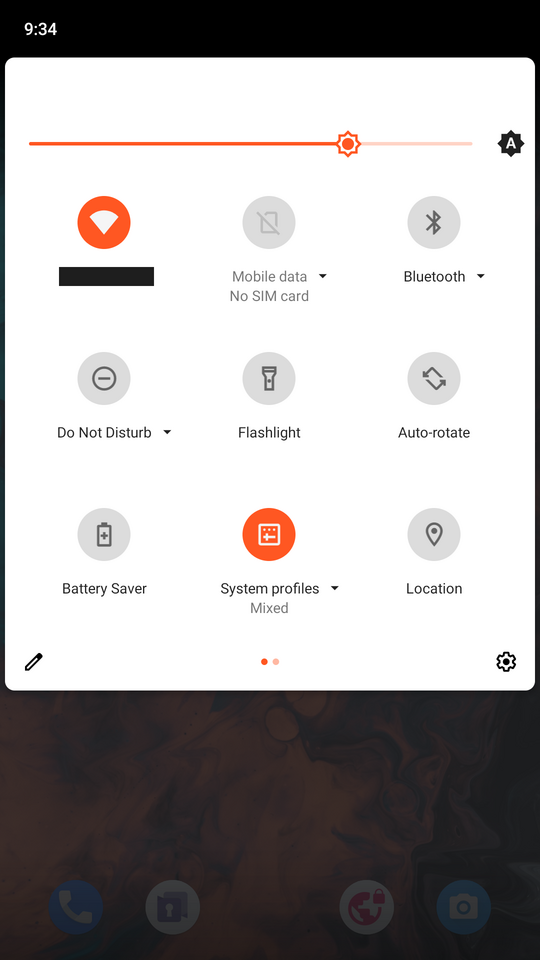 9:34
A
Mobile data
No SIM card
Bluetooth
Do Not Disturb
Flashlight
Auto-rotate
Battery Saver
System profiles
Mixed
Location